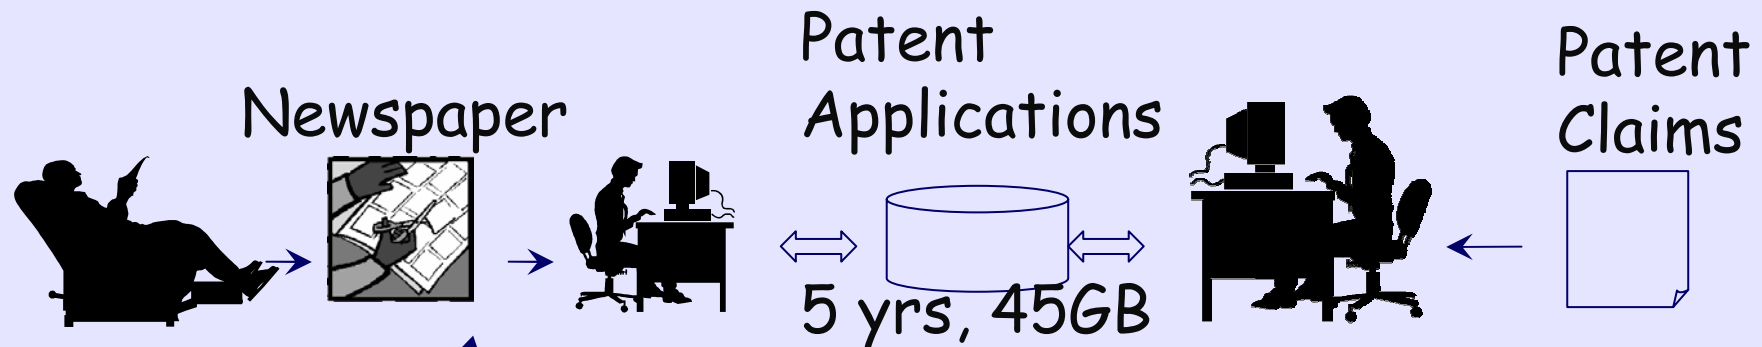 Newspaper
Patent
Applications
5 yrs, 45GB
Patent
Claims